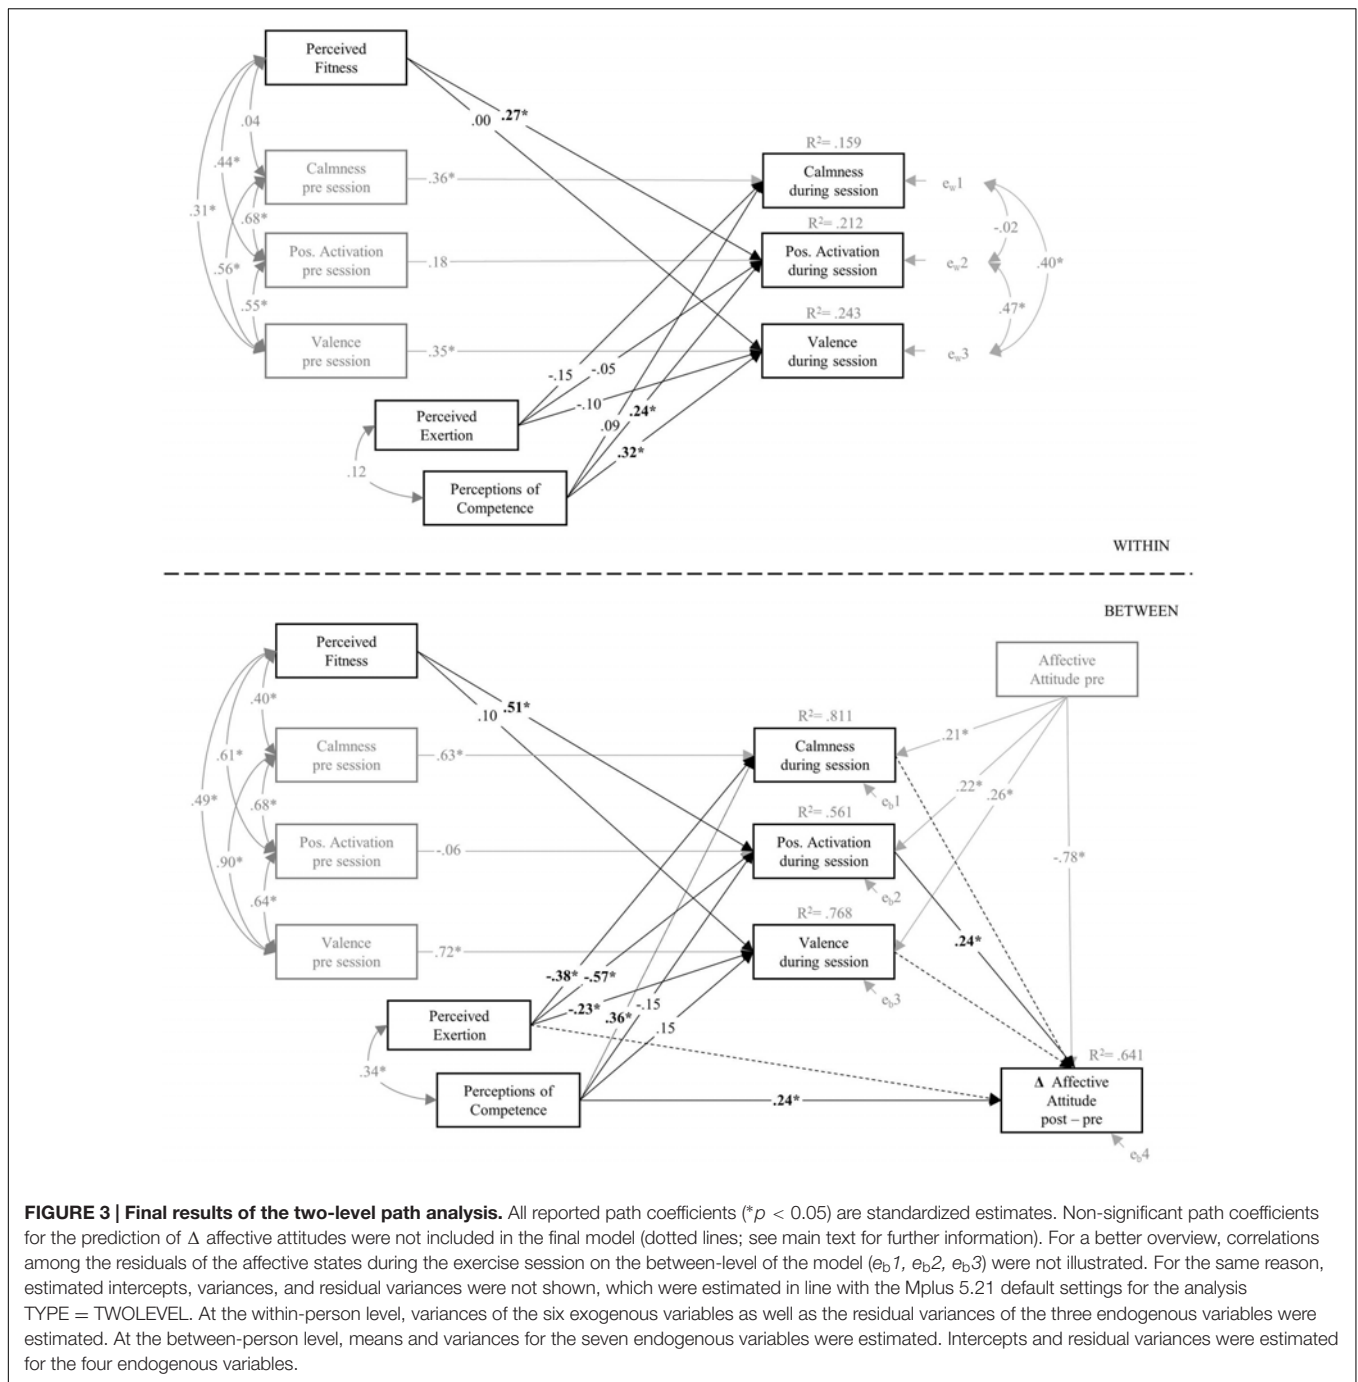 Perceived
Fitness
.04
.44*
.31*
.00
.27*
R²= .159
Calmness
pre session
.36*
Calmness
during session
e_w1
.68*
R²= .212
-.02
Pos. Activation
pre session
.18
Pos. Activation
during session
e_w2
.40*
.56*
.55*
R²= .243
.47*
Valence
pre session
.35*
Valence
during session
e_w3
-.15
-.05
-.10
.24*
.09
.32*
Perceived
Exertion
.12
Perceptions of
Competence
WITHIN
BETWEEN
Perceived
Fitness
Affective
Attitude pre
.40*
.10
.51*
R²= .811
.61*
.49*
Calmness
pre session
.63*
Calmness
during session
.21*
e_b1
.22*
.26*
.68*
R²= .561
Pos. Activation
pre session
-.06
Pos. Activation
during session
-.78*
.90*
e_b2
.64*
R²= .768
Valence
pre session
.72*
Valence
during session
.24*
e_b3
-.38*
-.57*
-.23*
.36*
-.15
.15
Perceived
Exertion
.34*
R²= .641
Perceptions of
Competence
.24*
Δ Affective
Attitude
post – pre
e_b4
FIGURE 3 | Final results of the two-level path analysis. All reported path coefficients (*p < 0.05) are standardized estimates. Non-significant path coefficients
for the prediction of Δ affective attitudes were not included in the final model (dotted lines; see main text for further information). For a better overview, correlations
among the residuals of the affective states during the exercise session on the between-level of the model (e_b1, e_b2, e_b3) were not illustrated. For the same reason,
estimated intercepts, variances, and residual variances were not shown, which were estimated in line with the Mplus 5.21 default settings for the analysis
TYPE = TWOLEVEL. At the within-person level, variances of the six exogenous variables as well as the residual variances of the three endogenous variables were
estimated. At the between-person level, means and variances for the seven endogenous variables were estimated. Intercepts and residual variances were estimated
for the four endogenous variables.